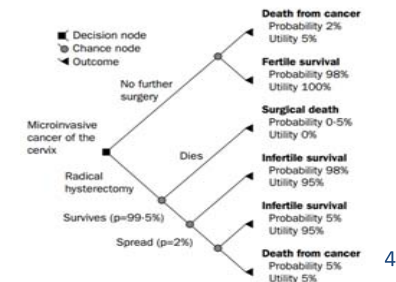 Decision node
Chance node
Outcome
Death from cancer
Probability 2%
Utility 5%
No further
surgery
Fertile survival
Probability 98%
Utility 100%
Surgical death
Probability 0·5%
Utility 0%
Microinvasive
cancer of the
cervix
Dies
Infertile survival
Probability 98%
Utility 95%
Radical
hysterectomy
Survives (p=99·5%)
Infertile survival
Probability 5%
Utility 95%
Spread (p=2%)
Death from cancer
Probability 5%
Utility 5%
4